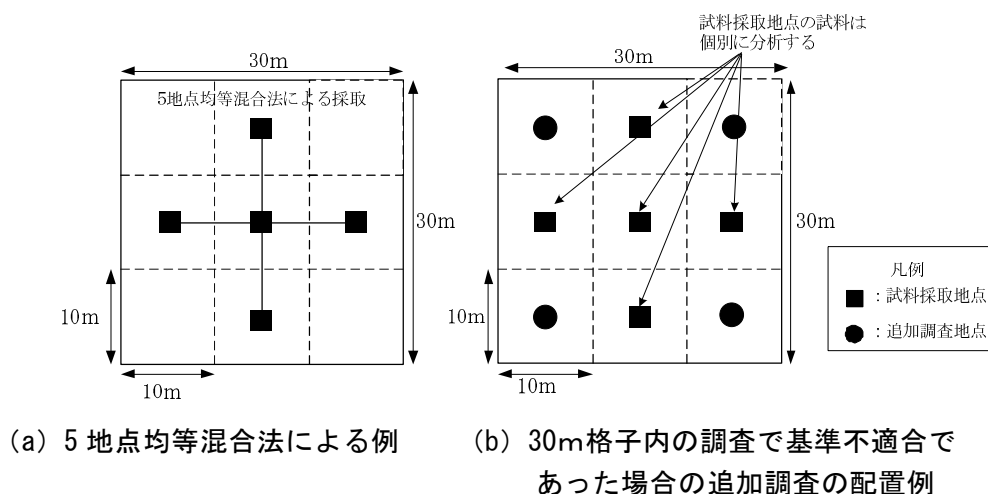 試料採取地点の試料は
個別に分析する
30m
5地点均等混合法による採取
30m
10m
10m
30m
30m
10m
10m
凡例
■：試料採取地点
●：追加調査地点
(a) 5地点均等混合法による例
(b) 30m格子内の調査で基準不適合で
あった場合の追加調査の配置例